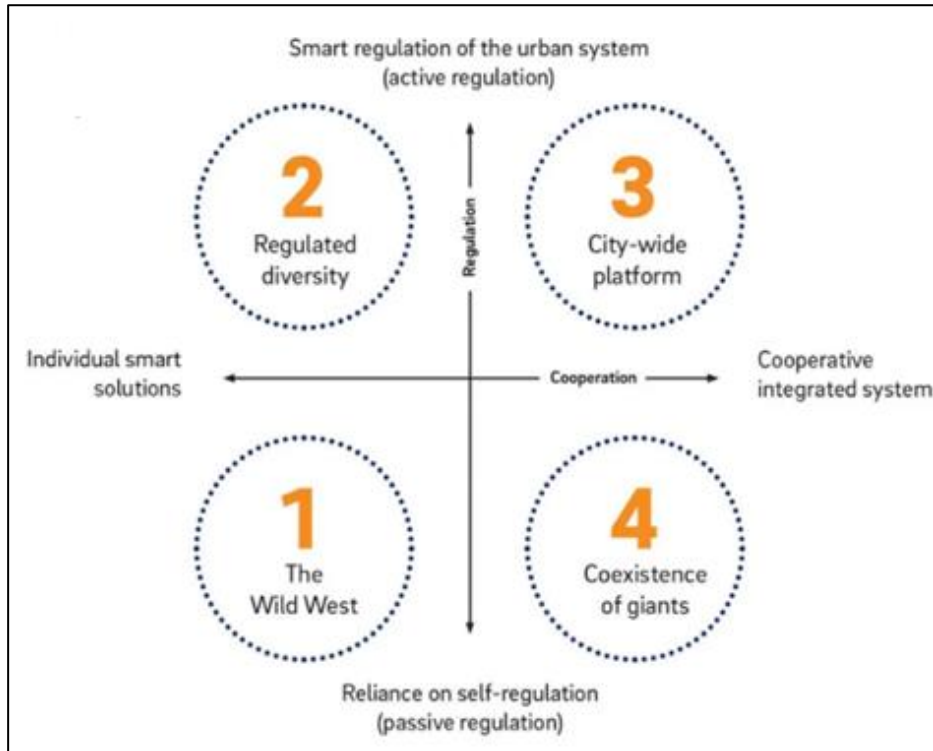 Smart regulation of the urban system
(active regulation)
2
Regulated
diversity
Regulation
3
City-wide
platform
Individual smart
solutions
Cooperation
Cooperative
integrated system
1
The
Wild West
4
Coexistence
of giants
Reliance on self-regulation
(passive regulation)